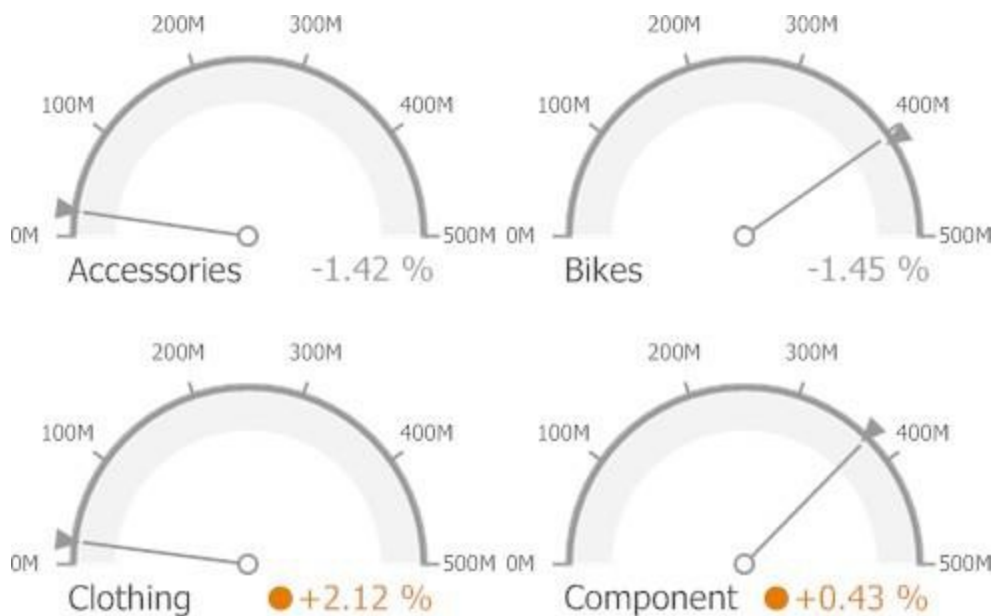 200M 300M 200M 300M
100M 400M 100M 400M
0M 500M 0M 500M
Accessories -1.42 % Bikes -1.45 %
200M 300M 200M 300M
100M 400M 100M 400M
0M 500M 0M 500M
Clothing +2.12 % Component +0.43 %